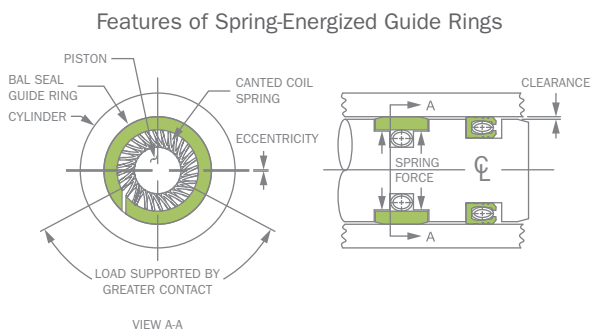 Features of Spring-Energized Guide Rings
PISTON
BAL SEAL
GUIDE RING
CYLINDER
CANTED COIL
SPRING
ECCENTRICITY
LOAD SUPPORTED BY
GREATER CONTACT
VIEW A-A
CLEARANCE
A
SPRING
FORCE
℄
A